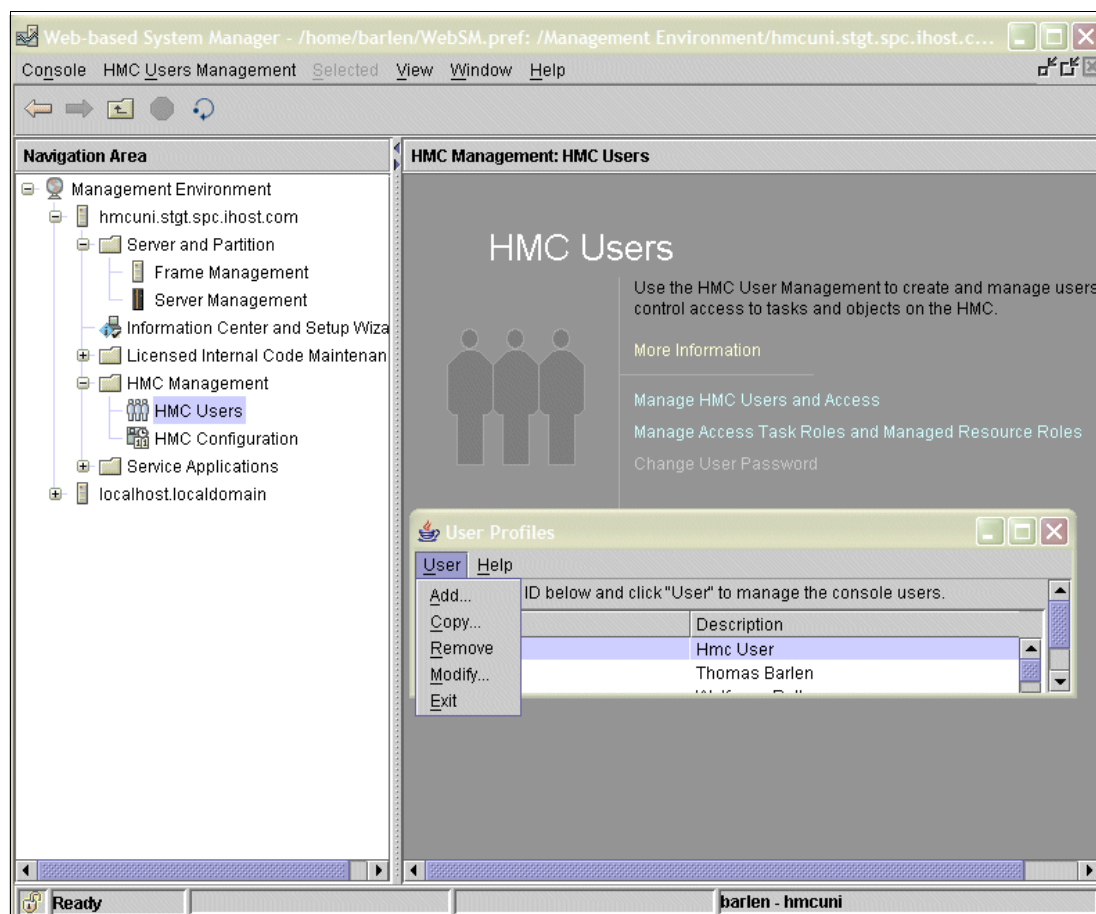 Web-based System Manager - /home/barlen/WebSM.pref: /Management Environment/hmcuni.stgt.spc.ihost.c...
Console HMC Users Management Selected View Window Help
Navigation Area
Management Environment
hmcuni.stgt.spc.ihost.com
Server and Partition
Frame Management
Server Management
Information Center and Setup Wiza
Licensed Internal Code Maintenan
HMC Management
HMC Users
HMC Configuration
Service Applications
localhost.localdomain
HMC Management: HMC Users
HMC Users
Use the HMC User Management to create and manage users
control access to tasks and objects on the HMC.
More Information
Manage HMC Users and Access
Manage Access Task Roles and Managed Resource Roles
Change User Password
User Profiles
User Help
Add...
Copy...
Remove
Modify...
Exit
ID below and click "User" to manage the console users.
Description
Hmc User
Thomas Barlen
Ready
barlen - hmcuni